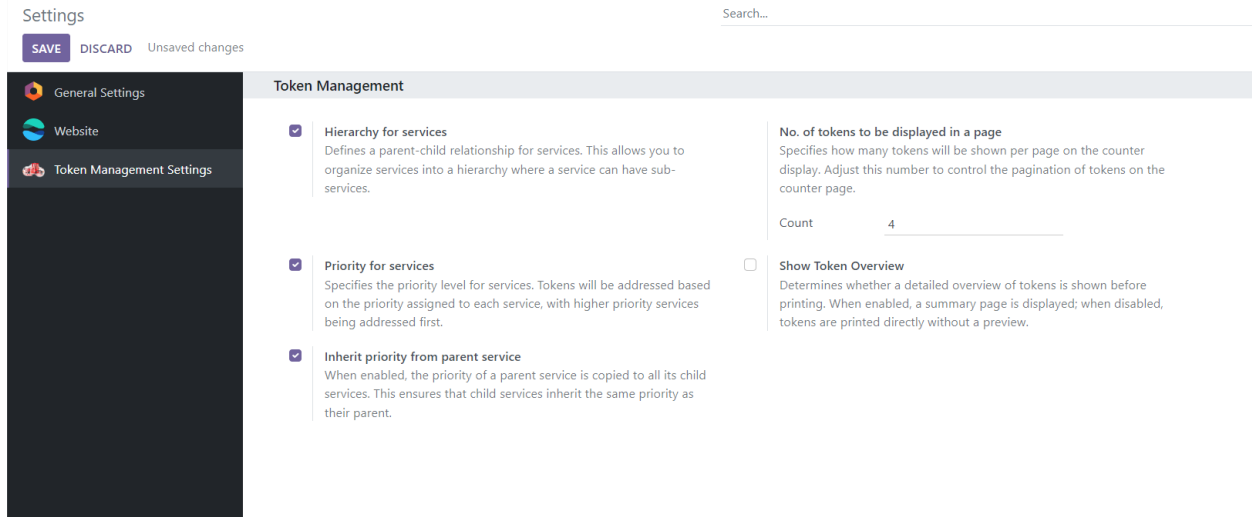 Settings
Search...
SAVE DISCARD Unsaved changes
General Settings
Website
Token Management Settings
Token Management
Hierarchy for services
Defines a parent-child relationship for services. This allows you to
organize services into a hierarchy where a service can have sub-
services.
No. of tokens to be displayed in a page
Specifies how many tokens will be shown per page on the counter
display. Adjust this number to control the pagination of tokens on the
counter page.
Count 4
Priority for services
Specifies the priority level for services. Tokens will be addressed based
on the priority assigned to each service, with higher priority services
being addressed first.
Show Token Overview
Determines whether a detailed overview of tokens is shown before
printing. When enabled, a summary page is displayed; when disabled,
tokens are printed directly without a preview.
Inherit priority from parent service
When enabled, the priority of a parent service is copied to all its child
services. This ensures that child services inherit the same priority as
their parent.